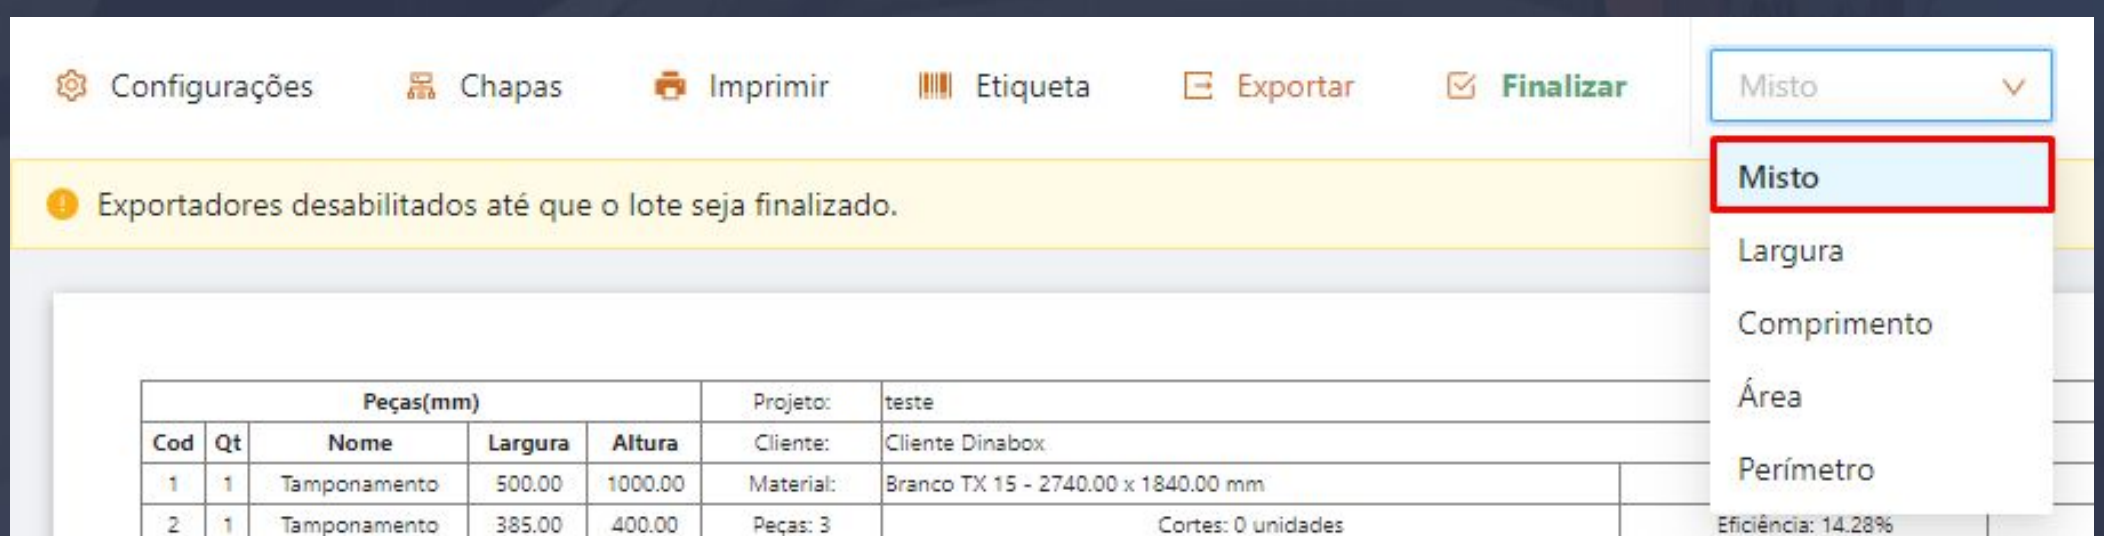 Configurações Chapas Imprimir Etiqueta Exportar Finalizar Misto
Misto
Exportadores desabilitados até que o lote seja finalizado.
Largura
Comprimento
Área
Perímetro
Peças(mm) Projeto: teste
Cod Qt Nome Largura Altura Cliente: Cliente Dinabox
1 1 Tamponamento 500.00 1000.00 Material: Branco TX 15 - 2740.00 x 1840.00 mm
2 1 Tamponamento 385.00 400.00 Peças: 3 Cortes: 0 unidades Eficiência: 14.28%